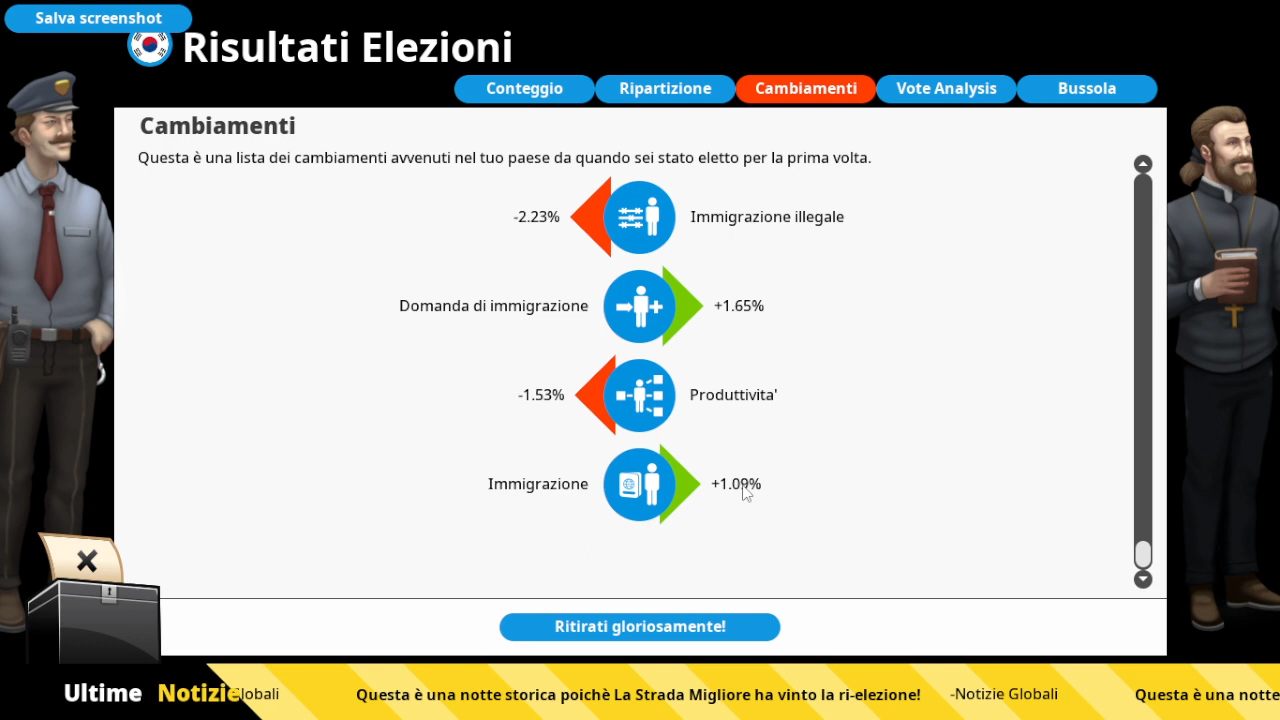 Salva screenshot
Risultati Elezioni
Conteggio
Ripartizione
Cambiamenti
Vote Analysis
Bussola
Cambiamenti
Questa è una lista dei cambiamenti avvenuti nel tuo paese da quando sei stato eletto per la prima volta.
-2.23% Immigrazione illegale
Domanda di immigrazione +1.65%
-1.53% Produttivita'
Immigrazione +1.09%
Ritirati gloriosamente!
Ultime Notizie
lobali Questa è una notte storica poichè La Strada Migliore ha vinto la ri-elezione! -Notizie Globali Questa è una notte